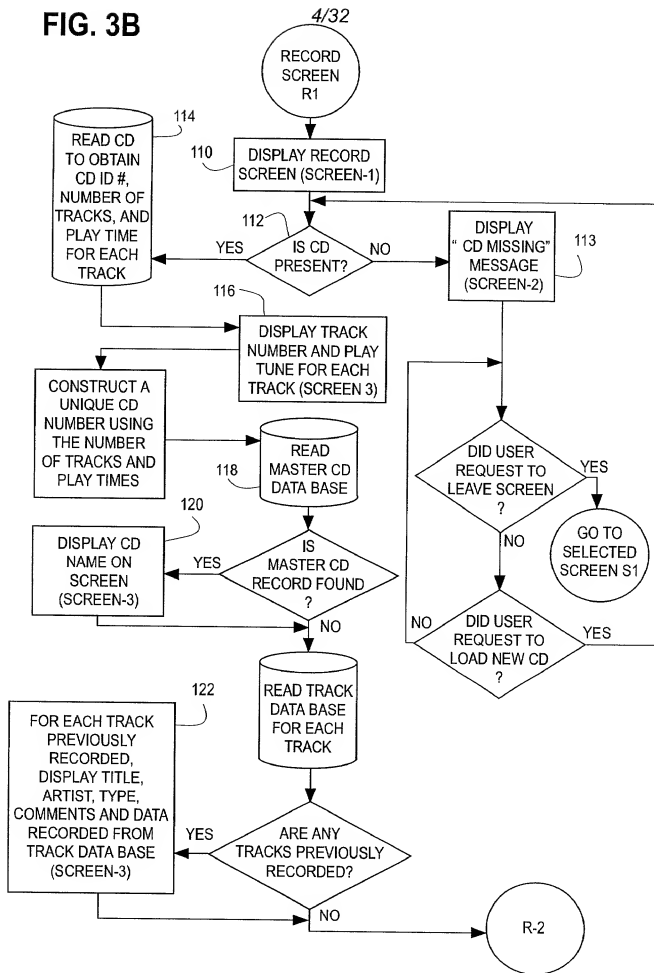 FIG. 3B
4/32
RECORD
SCREEN
R1
114
READ CD
TO OBTAIN
CD ID #,
NUMBER OF
TRACKS, AND
PLAY TIME
FOR EACH
TRACK
110
DISPLAY RECORD
SCREEN (SCREEN-1)
112
IS CD
PRESENT?
YES
NO
DISPLAY
“ CD MISSING”
MESSAGE
(SCREEN-2)
113
116
DISPLAY TRACK
NUMBER AND PLAY
TUNE FOR EACH
TRACK (SCREEN 3)
CONSTRUCT A
UNIQUE CD
NUMBER USING
THE NUMBER
OF TRACKS AND
PLAY TIMES
READ
MASTER CD
DATA BASE
118
DID USER
REQUEST TO
LEAVE SCREEN
?
YES
NO
GO TO
SELECTED
SCREEN S1
120
DISPLAY CD
NAME ON
SCREEN
(SCREEN-3)
YES
IS
MASTER CD
RECORD FOUND
?
NO
NO
DID USER
REQUEST TO
LOAD NEW CD
?
YES
READ TRACK
DATA BASE
FOR EACH
TRACK
122
FOR EACH TRACK
PREVIOUSLY
RECORDED,
DISPLAY TITLE,
ARTIST, TYPE,
COMMENTS AND DATA
RECORDED FROM
TRACK DATA BASE
(SCREEN-3)
YES
ARE ANY
TRACKS PREVIOUSLY
RECORDED?
NO
R-2